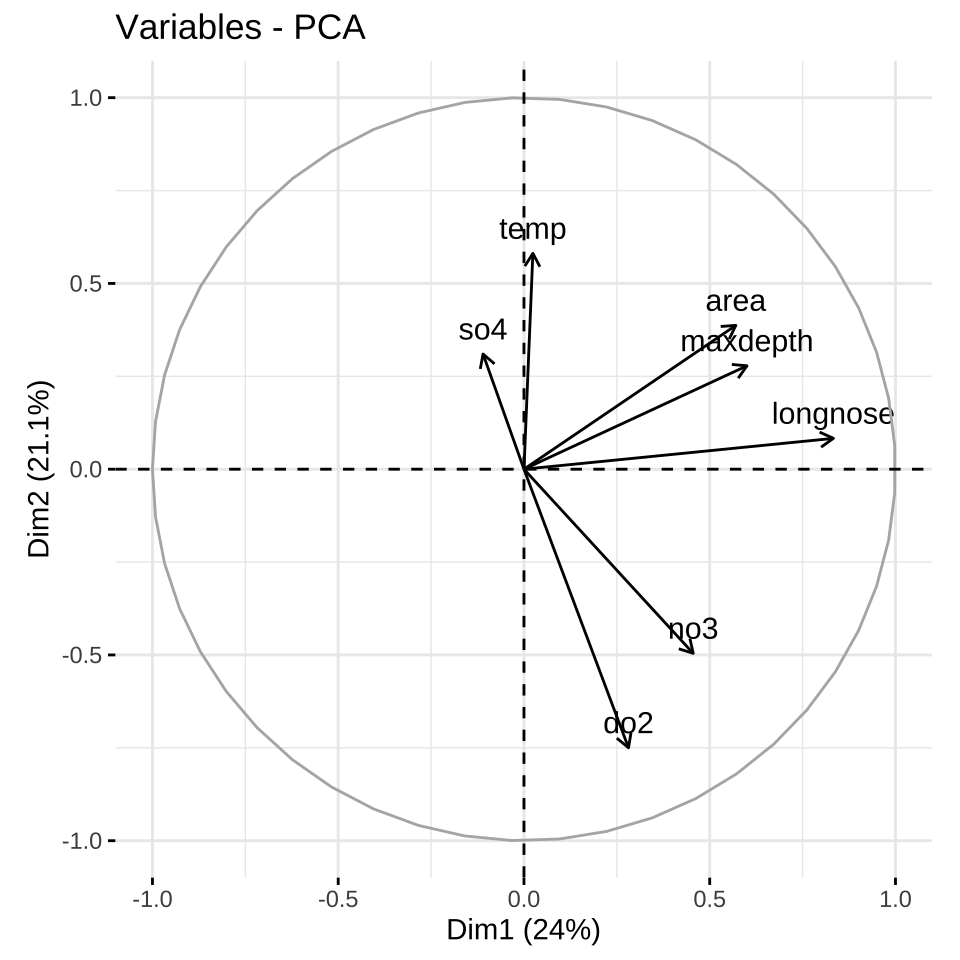 Variables - PCA
1.0
temp
0.5
area
so4
maxdepth
longnose
0.0
no3
-0.5
do2
-1.0
-1.0 -0.5 0.0 0.5 1.0
Dim1 (24%)
Dim2 (21.1%)